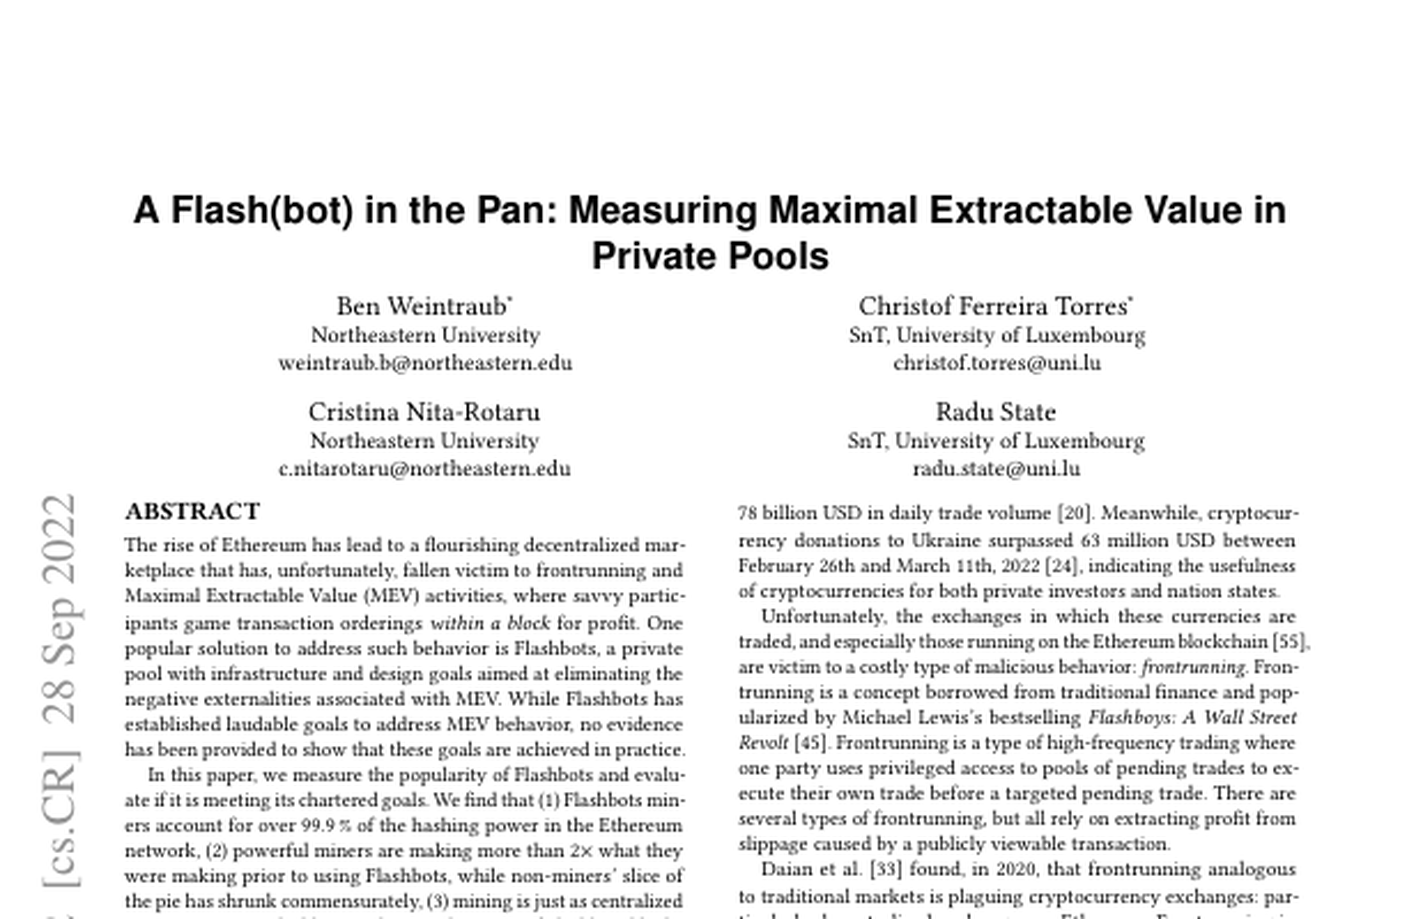 A Flash(bot) in the Pan: Measuring Maximal Extractable Value in
Private Pools
Ben Weintraub*
Northeastern University
weintraub.b@northeastern.edu
Christof Ferreira Torres*
SnT, University of Luxembourg
christof.torres@uni.lu
Cristina Nita-Rotaru
Northeastern University
c.nitarotaru@northeastern.edu
Radu State
SnT, University of Luxembourg
radu.state@uni.lu
[cs.CR] 28 Sep 2022
ABSTRACT
The rise of Ethereum has lead to a flourishing decentralized mar-
ketplace that has, unfortunately, fallen victim to frontrunning and
Maximal Extractable Value (MEV) activities, where savvy partic-
ipants game transaction orderings within a block for profit. One
popular solution to address such behavior is Flashbots, a private
pool with infrastructure and design goals aimed at eliminating the
negative externalities associated with MEV. While Flashbots has
established laudable goals to address MEV behavior, no evidence
has been provided to show that these goals are achieved in practice.
In this paper, we measure the popularity of Flashbots and evalu-
ate if it is meeting its chartered goals. We find that (1) Flashbots min-
ers account for over 99.9 % of the hashing power in the Ethereum
network, (2) powerful miners are making more than 2× what they
were making prior to using Flashbots, while non-miners' slice of
the pie has shrunk commensurately, (3) mining is just as centralized
78 billion USD in daily trade volume [20]. Meanwhile, cryptocur-
rency donations to Ukraine surpassed 63 million USD between
February 26th and March 11th, 2022 [24], indicating the usefulness
of cryptocurrencies for both private investors and nation states.
Unfortunately, the exchanges in which these currencies are
traded, and especially those running on the Ethereum blockchain [55],
are victim to a costly type of malicious behavior: frontrunning. Fron-
trunning is a concept borrowed from traditional finance and pop-
ularized by Michael Lewis's bestselling Flashboys: A Wall Street
Revolt [45]. Frontrunning is a type of high-frequency trading where
one party uses privileged access to pools of pending trades to ex-
ecute their own trade before a targeted pending trade. There are
several types of frontrunning, but all rely on extracting profit from
slippage caused by a publicly viewable transaction.
Daian et al. [33] found, in 2020, that frontrunning analogous
to traditional markets is plaguing cryptocurrency exchanges: par-